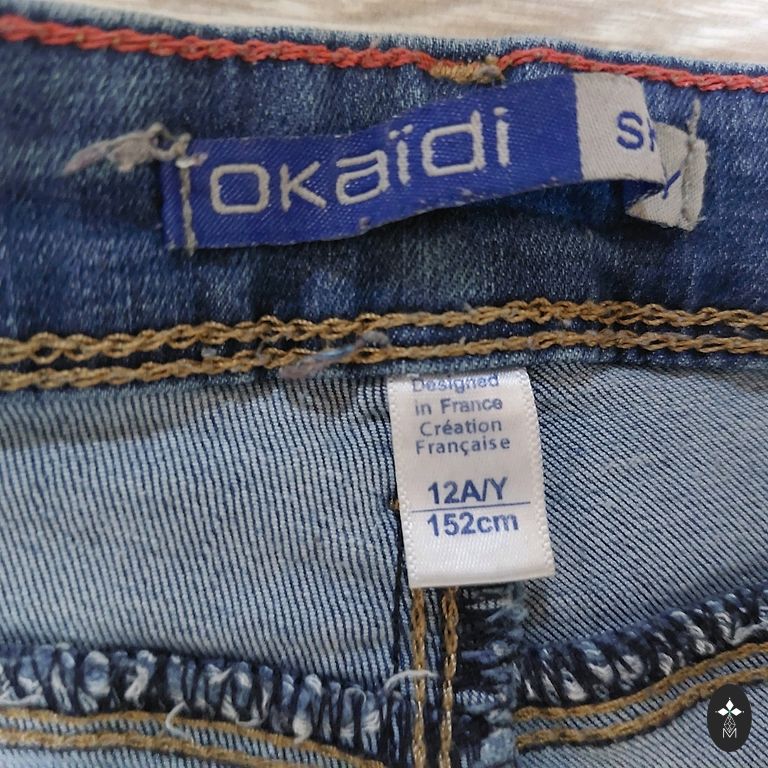 OKaïdi
Designed
in France
Création
Française
12A/Y
152cm